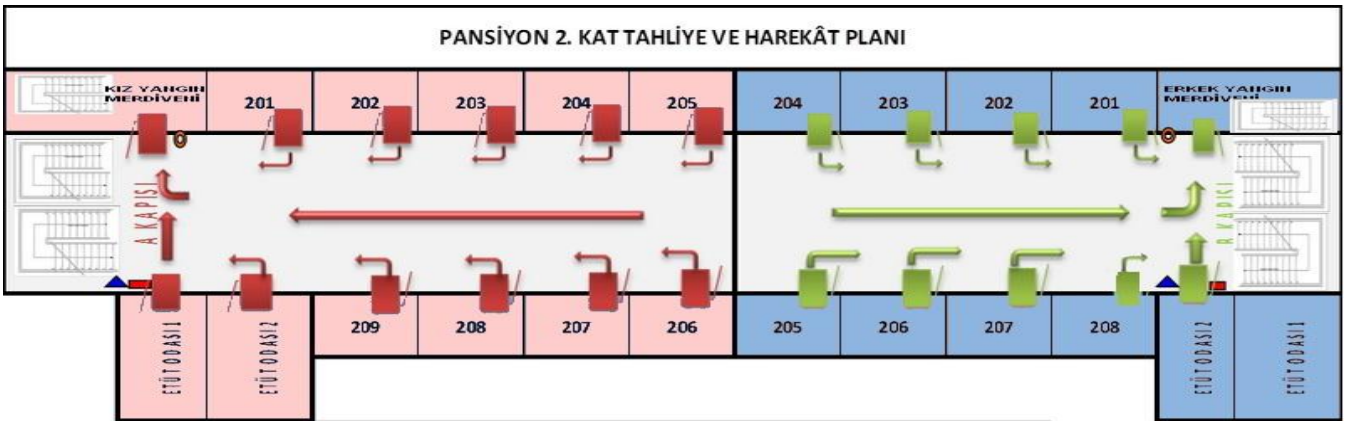 PANSİYON 2. KAT TAHLİYE VE HAREKÂT PLANI
KIZ YANGIN
MERDİVENİ
201
202
203
204
205
204
203
202
201
ERKEK YANGIN
MERDİVENİ
A KAPISI
KAPISI
ETÜT ODASI 1
ETÜT ODASI 2
209
208
207
206
205
206
207
208
ETÜT ODASI 2
ETÜT ODASI 1